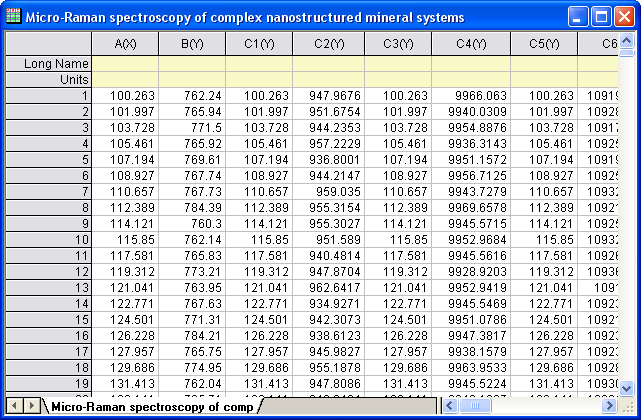 Micro-Raman spectroscopy of complex nanostructured mineral systems
A(X) B(Y) C1(Y) C2(Y) C3(Y) C4(Y) C5(Y) C6
Long Name
Units
1 100.263 762.24 100.263 947.9676 100.263 9966.063 100.263 10919
2 101.997 765.94 101.997 951.6754 101.997 9940.0309 101.997 10928
3 103.728 771.5 103.728 944.2353 103.728 9954.8876 103.728 10917
4 105.461 765.92 105.461 957.2229 105.461 9936.3143 105.461 10925
5 107.194 769.61 107.194 936.8001 107.194 9951.1572 107.194 10920
6 108.927 767.74 108.927 944.2147 108.927 9956.7125 108.927 10926
7 110.657 767.73 110.657 959.035 110.657 9943.7279 110.657 10932
8 112.389 784.39 112.389 955.3154 112.389 9969.6578 112.389 10921
9 114.121 760.3 114.121 955.3027 114.121 9945.5715 114.121 10923
10 115.85 762.14 115.85 951.589 115.85 9952.9684 115.85 10932
11 117.581 765.83 117.581 940.4814 117.581 9945.5616 117.581 10923
12 119.312 773.21 119.312 947.8704 119.312 9928.9203 119.312 10936
13 121.041 763.95 121.041 962.6417 121.041 9952.9419 121.041 1091
14 122.771 767.63 122.771 934.9271 122.771 9945.5469 122.771 10923
15 124.501 771.31 124.501 942.3073 124.501 9951.0786 124.501 10923
16 126.228 784.21 126.228 938.6123 126.228 9947.3817 126.228 10923
17 127.957 765.75 127.957 945.9827 127.957 9938.1579 127.957 10923
18 129.686 774.95 129.686 955.1878 129.686 9963.9533 129.686 10923
19 131.413 762.04 131.413 947.8086 131.413 9945.5224 131.413 10930
Micro-Raman spectroscopy of comp